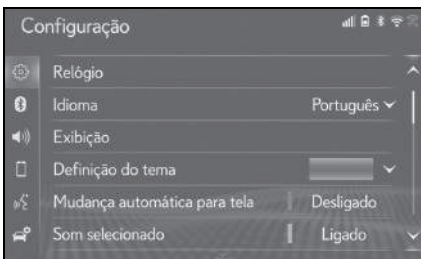 Configuração
Relógio
Idioma Português
Exibição
Definição do tema
Mudança automática para tela Desligado
Som selecionado Ligado